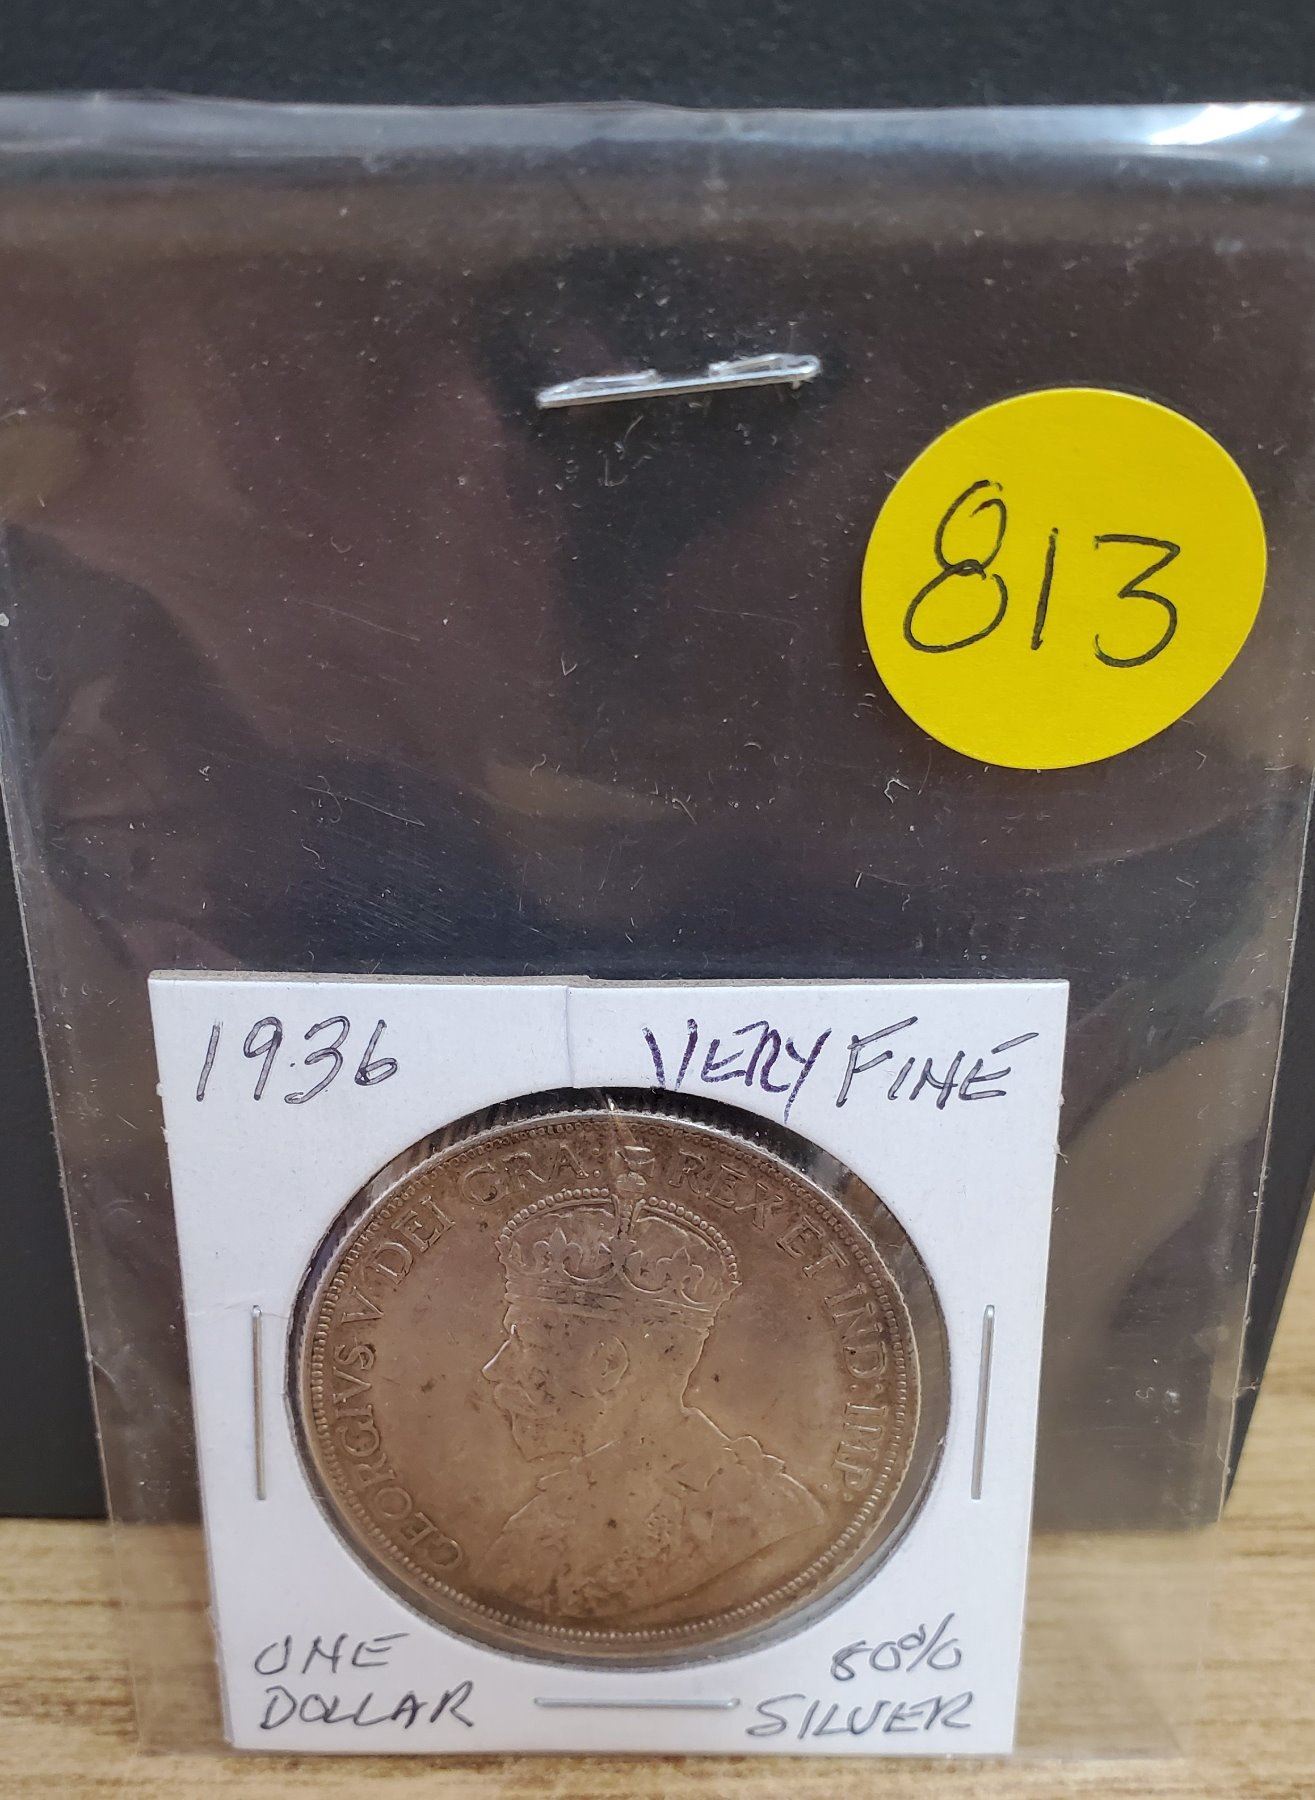 813
1936 VERY FINE
GEORGIVS V DEI GRA: REX ET IND: IMP:
ONE 80%
DOLLAR SILVER